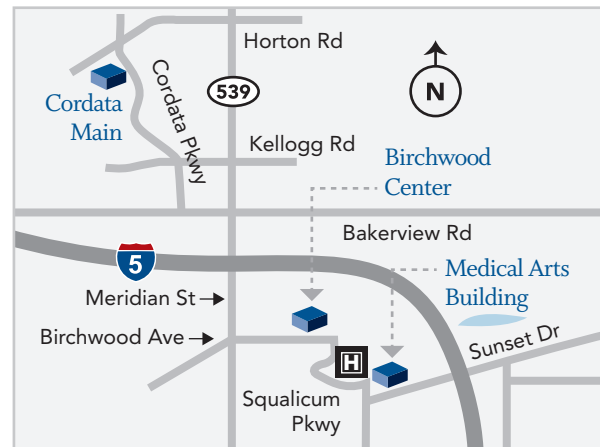 Horton Rd
Cordata
Main
Cordata Pkwy
539
N
Kellogg Rd
Birchwood
Center
Bakerview Rd
5
Medical Arts
Building
Meridian St
Birchwood Ave
Sunset Dr
H
Squalicum
Pkwy